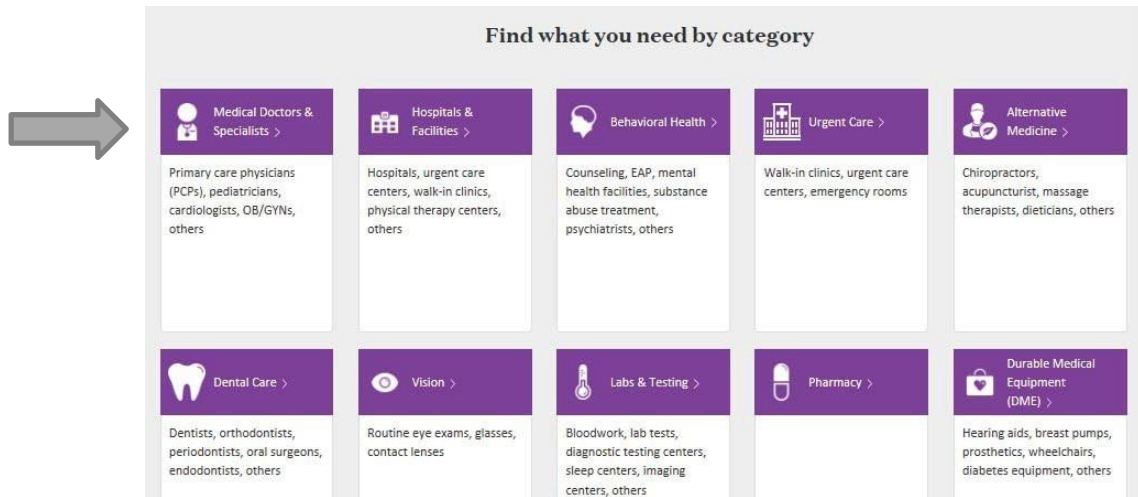 Find what you need by category
Medical Doctors &
Specialists >
Hospitals &
Facilities >
Behavioral Health >
Urgent Care >
Alternative
Medicine >
Primary care physicians
(PCPs), pediatricians,
cardiologists, OB/GYNs,
others
Hospitals, urgent care
centers, walk-in clinics,
physical therapy centers,
others
Counseling, EAP, mental
health facilities, substance
abuse treatment,
psychiatrists, others
Walk-in clinics, urgent care
centers, emergency rooms
Chiropractors,
acupuncturist, massage
therapists, dieticians, others
Dental Care >
Vision >
Labs & Testing >
Pharmacy >
Durable Medical
Equipment
(DME) >
Dentists, orthodontists,
periodontists, oral surgeons,
endodontists, others
Routine eye exams, glasses,
contact lenses
Bloodwork, lab tests,
diagnostic testing centers,
sleep centers, imaging
centers, others
Hearing aids, breast pumps,
prosthetics, wheelchairs,
diabetes equipment, others